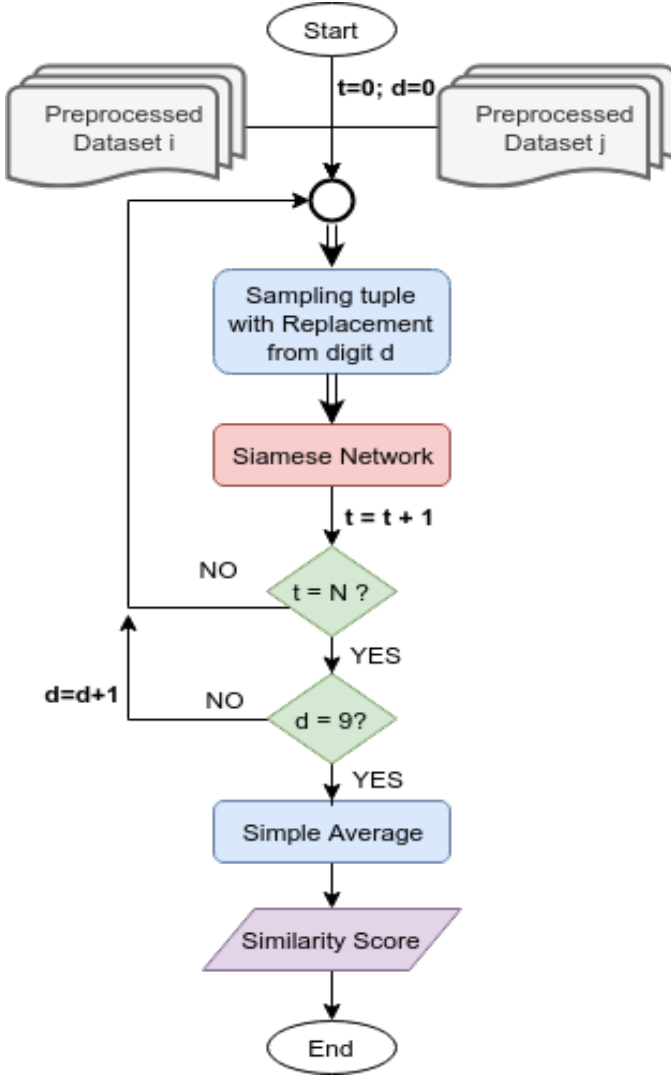 Start
t=0; d=0
Preprocessed
Dataset i
Preprocessed
Dataset j
Sampling tuple
with Replacement
from digit d
Siamese Network
t = t + 1
NO
t = N ?
YES
d=d+1
NO
d = 9?
YES
Simple Average
Similarity Score
End